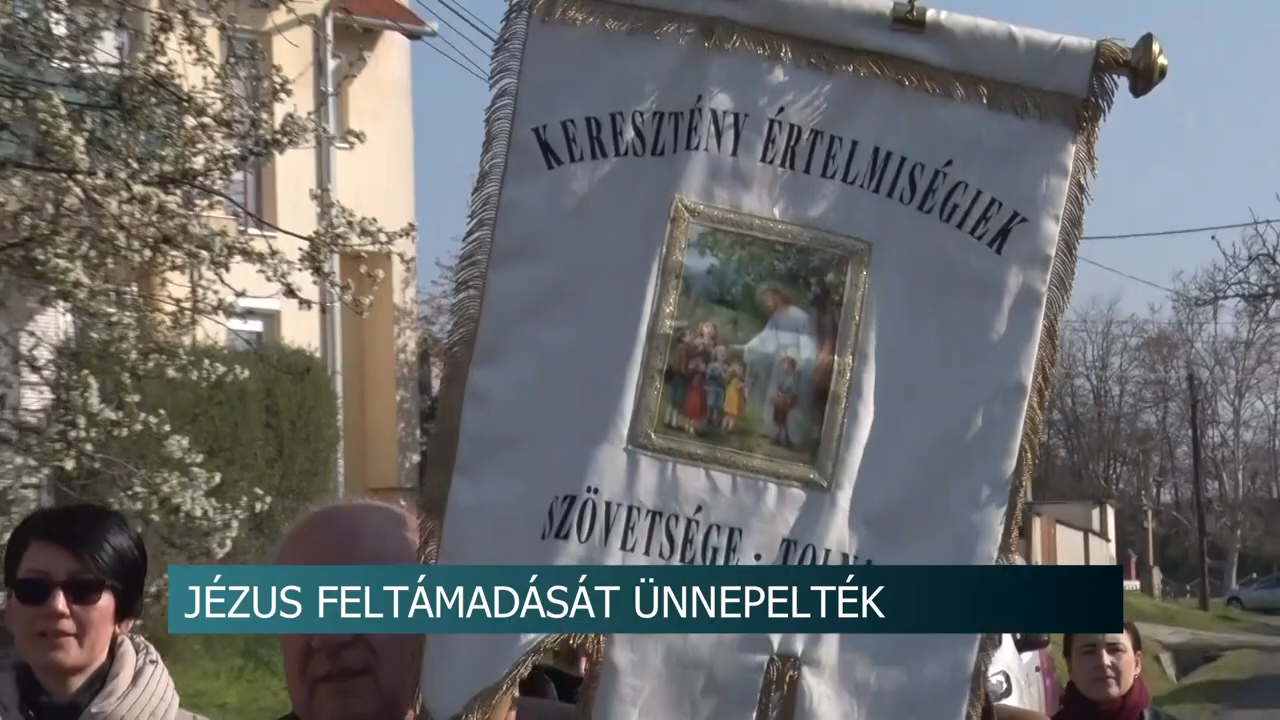 KERESZTÉNY ÉRTELMISÉGIEK
SZÖVETSÉGE •
JÉZUS FELTÁMADÁSÁT ÜNNEPELTÉK